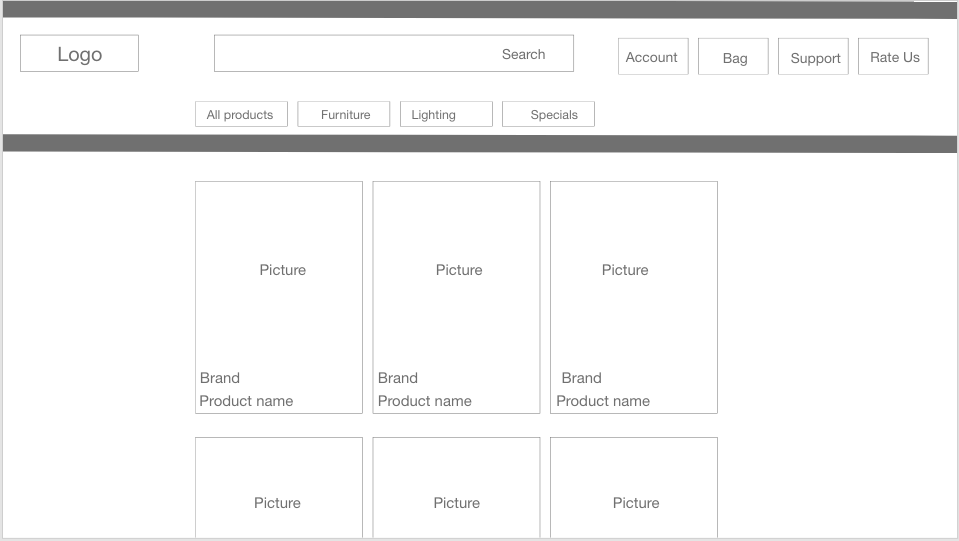 Logo
Search
Account
Bag
Support
Rate Us
All products
Furniture
Lighting
Specials
Picture
Picture
Picture
Brand
Product name
Brand
Product name
Brand
Product name
Picture
Picture
Picture